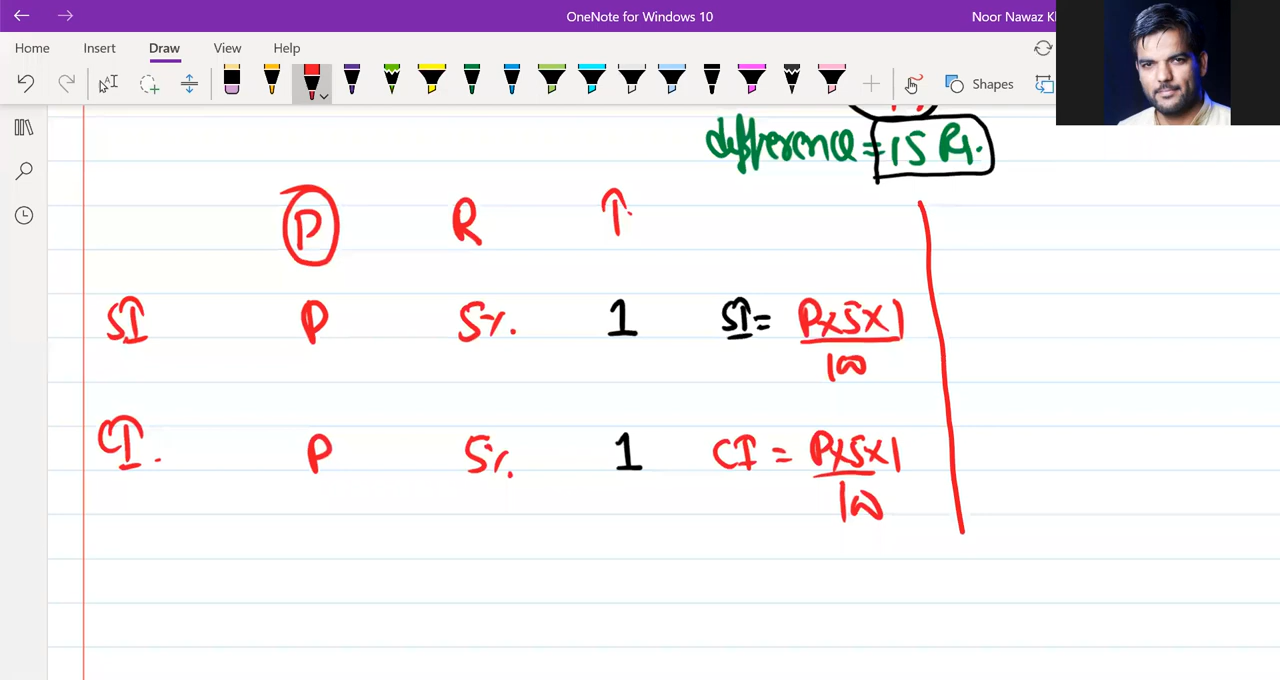 OneNote for Windows 10
Noor Nawaz Kh
Home Insert Draw View Help
Shapes
difference = 15 Rs.
P R T
SI P 5% 1 SI = P×5×1
100
CI P 5% 1 CI = P×5×1
100